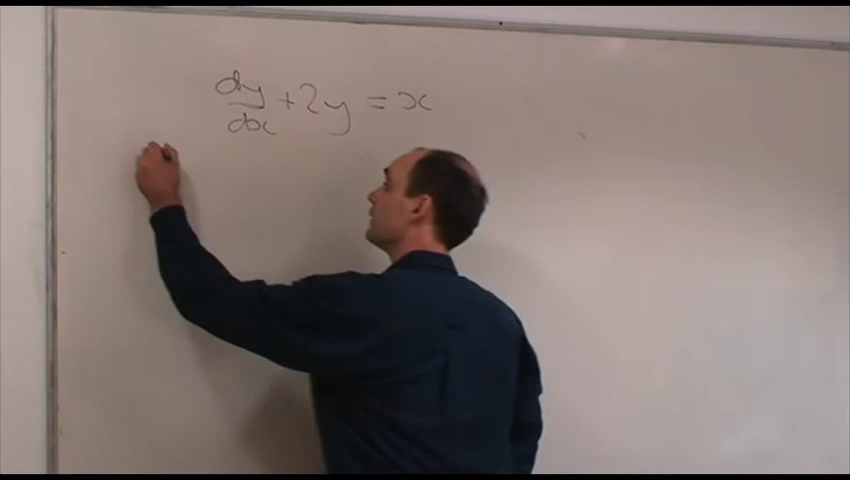 dy/dx + 2y = x